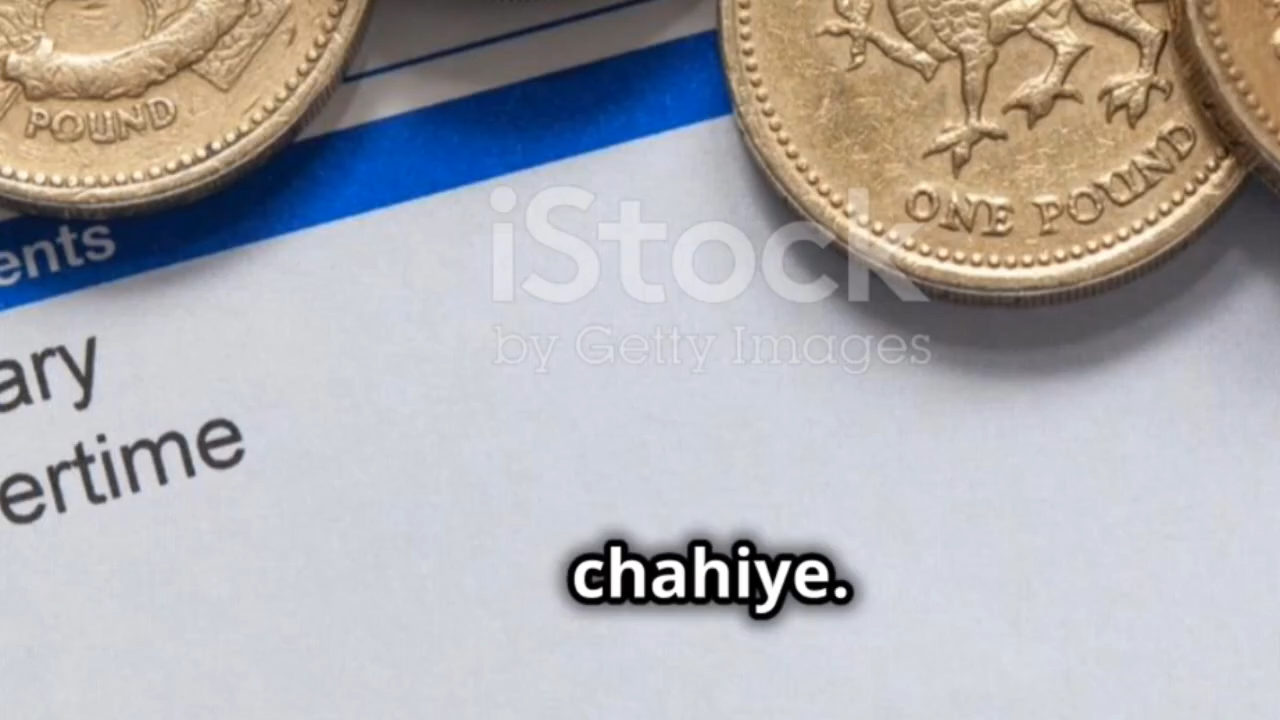 POUND
ONE POUND
ents
iStock
by Getty Images
ary
ertime
chahiye.